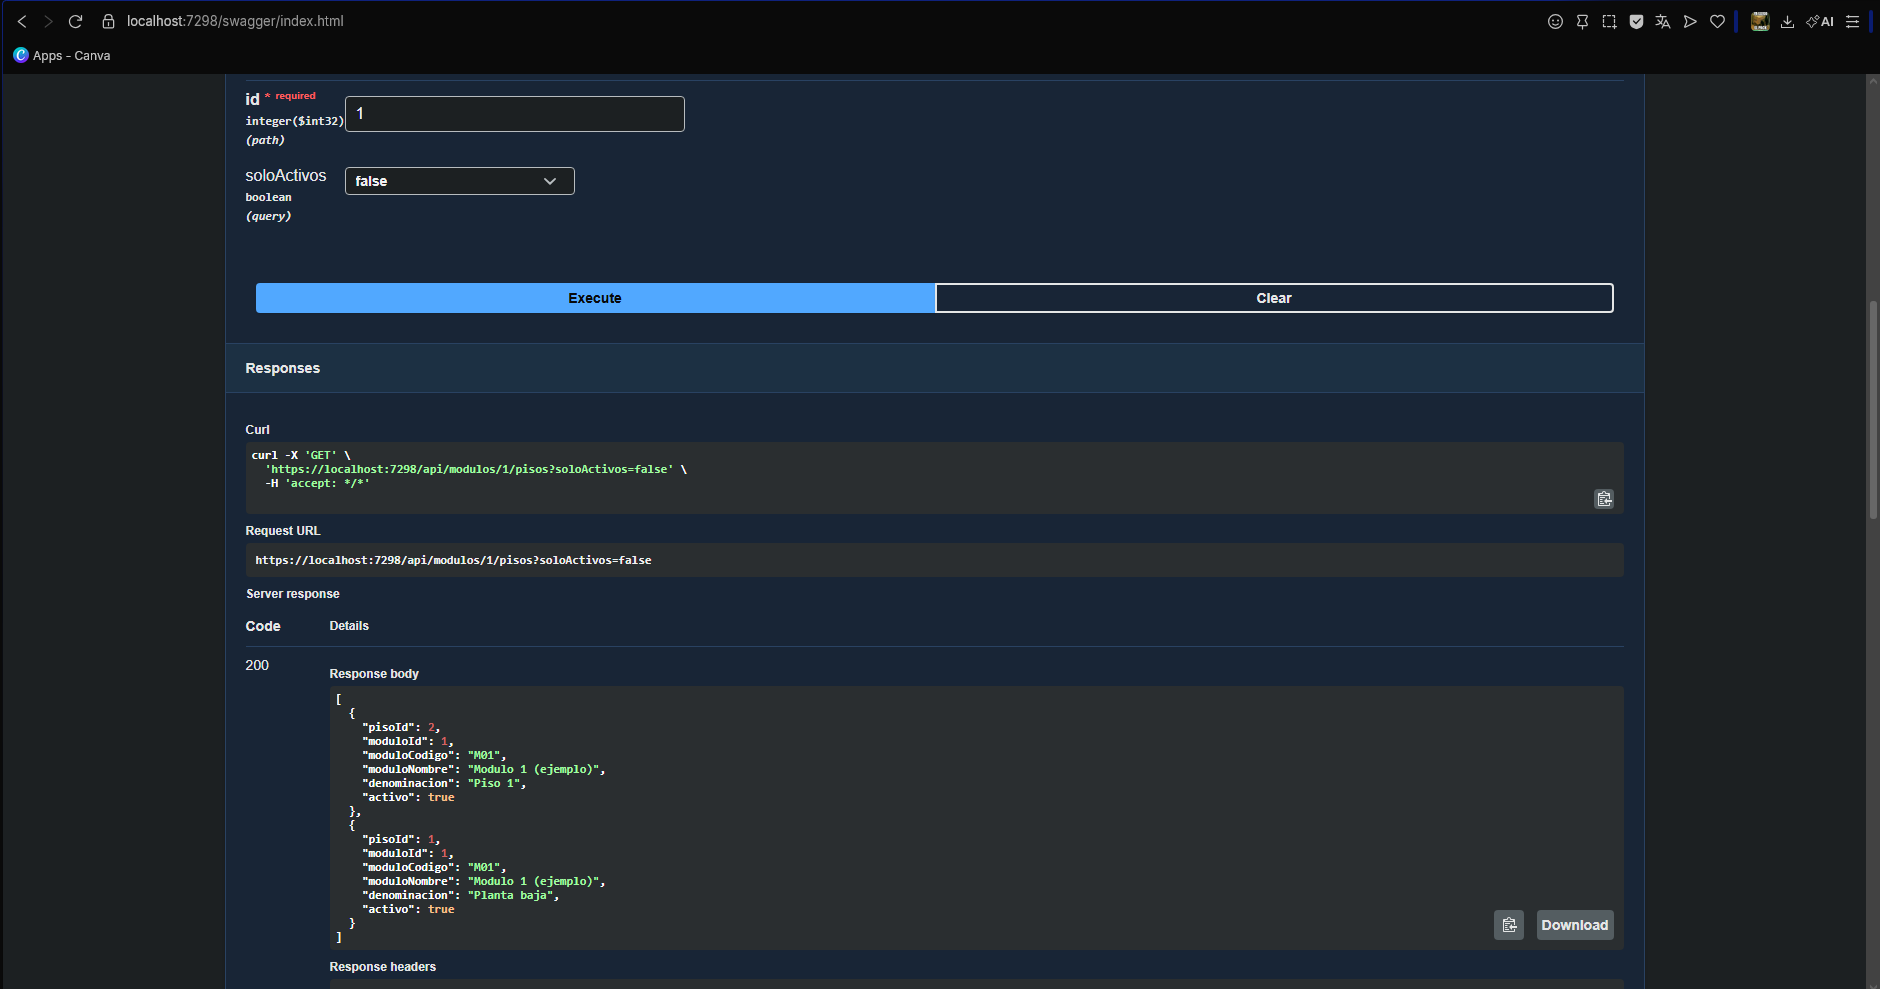 localhost:7298/swagger/index.html
AI
Apps - Canva
id * required
1
integer($int32)
(path)
soloActivos
false
boolean
(query)
Execute
Clear
Responses
Curl
curl -X 'GET' \
'https://localhost:7298/api/modulos/1/pisos?soloActivos=false' \
-H 'accept: */*'
Request URL
https://localhost:7298/api/modulos/1/pisos?soloActivos=false
Server response
Code Details
200
Response body
[
{
"pisoId": 2,
"moduloId": 1,
"moduloCodigo": "M01",
"moduloNombre": "Modulo 1 (ejemplo)",
"denominacion": "Piso 1",
"activo": true
},
{
"pisoId": 1,
"moduloId": 1,
"moduloCodigo": "M01",
"moduloNombre": "Modulo 1 (ejemplo)",
"denominacion": "Planta baja",
"activo": true
}
]
Download
Response headers